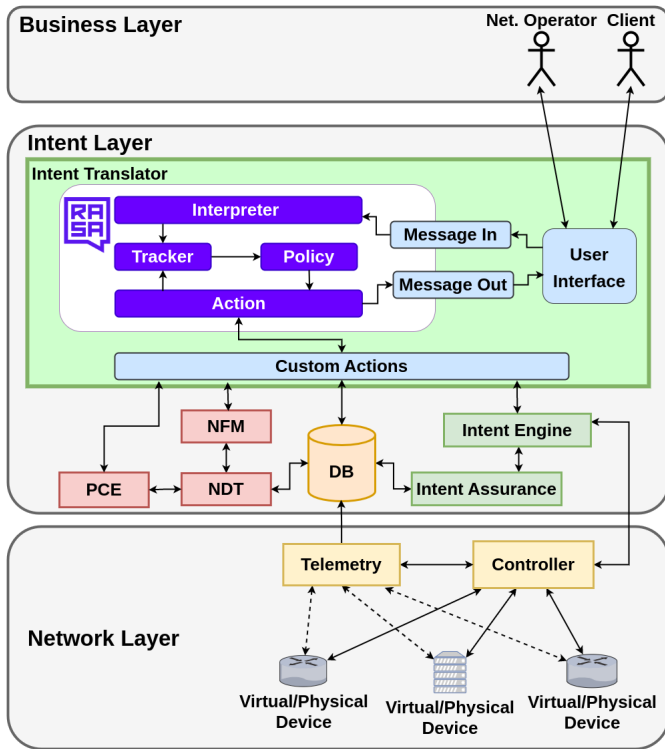 Business Layer
Net. Operator
Client
Intent Layer
Intent Translator
RASA
Interpreter
Message In
Tracker
Policy
User
Interface
Action
Message Out
Custom Actions
NFM
Intent Engine
DB
PCE
NDT
Intent Assurance
Telemetry
Controller
Network Layer
Virtual/Physical
Device
Virtual/Physical
Device
Virtual/Physical
Device